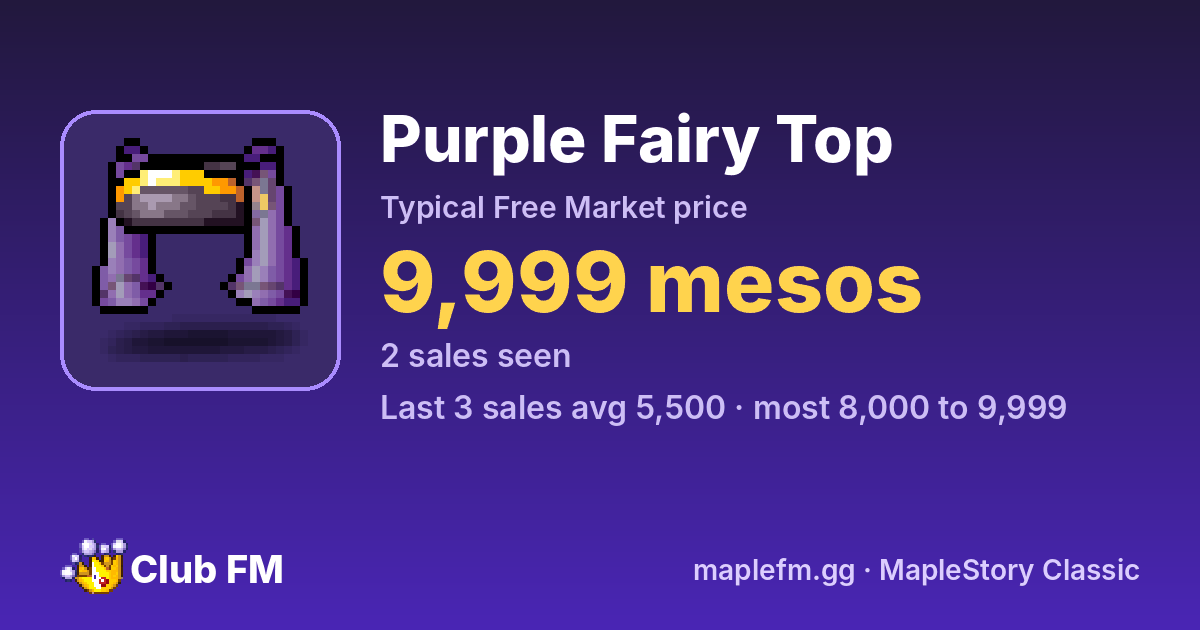 Purple Fairy Top
Typical Free Market price
9,999 mesos
2 sales seen
Last 3 sales avg 5,500 · most 8,000 to 9,999
Club FM
maplefm.gg · MapleStory Classic